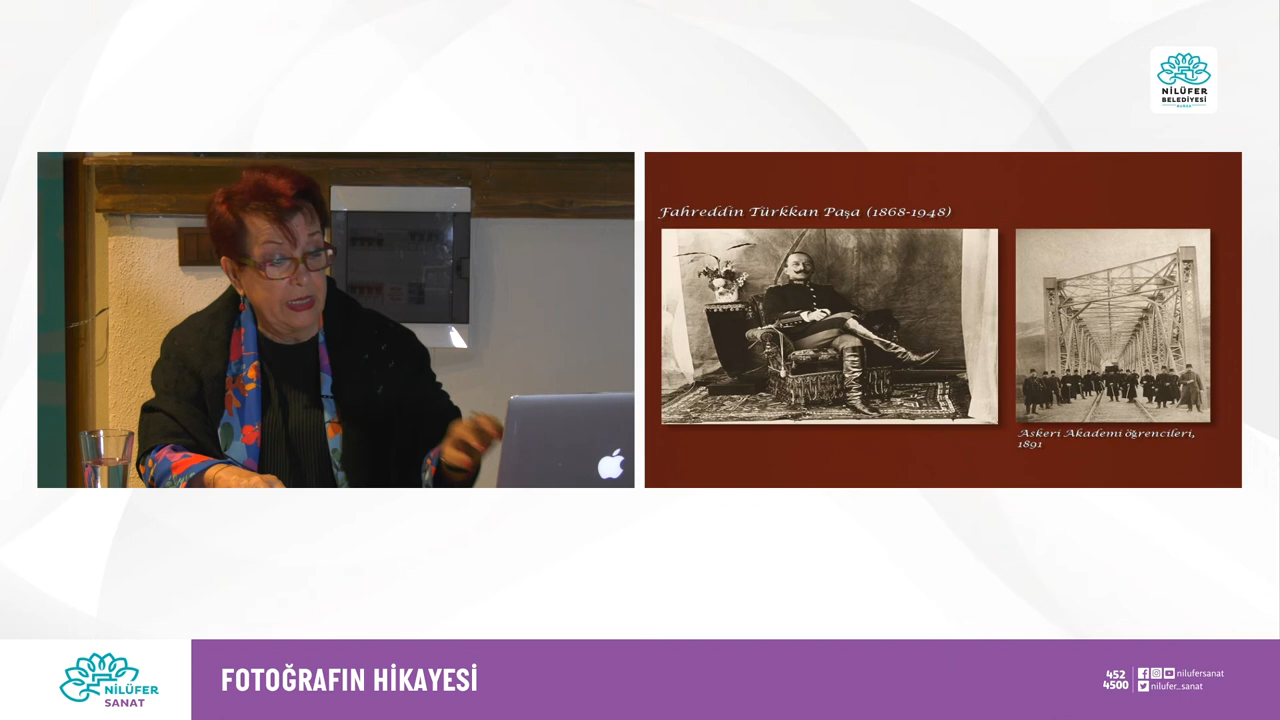 NİLÜFER
BELEDİYESİ
BURSA
Fahreddin Türkkan Paşa (1868-1948)
Askeri Akademi öğrencileri,
1891
NİLÜFER
SANAT
FOTOĞRAFIN HİKAYESİ
452
4500
nilufersanat
nilufer_sanat